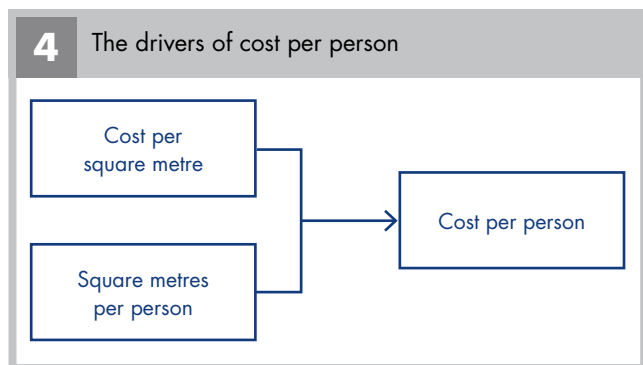 4
The drivers of cost per person
Cost per
square metre
Square metres
per person
Cost per person